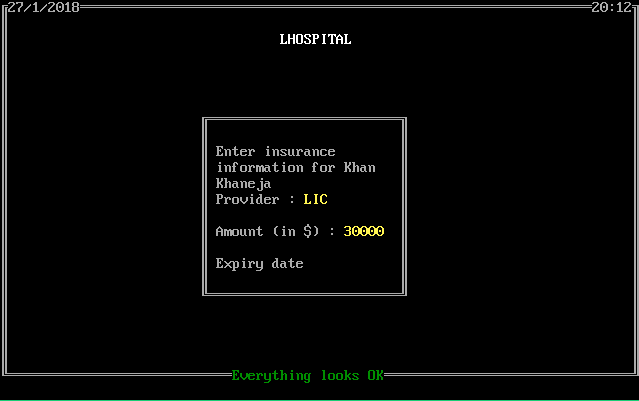 27/1/2018 20:12
LHOSPITAL
Enter insurance
information for Khan
Khaneja
Provider : LIC
Amount (in $) : 30000
Expiry date
Everything looks OK